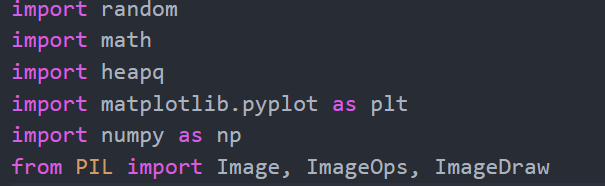 import random
import math
import heapq
import matplotlib.pyplot as plt
import numpy as np
from PIL import Image, ImageOps, ImageDraw